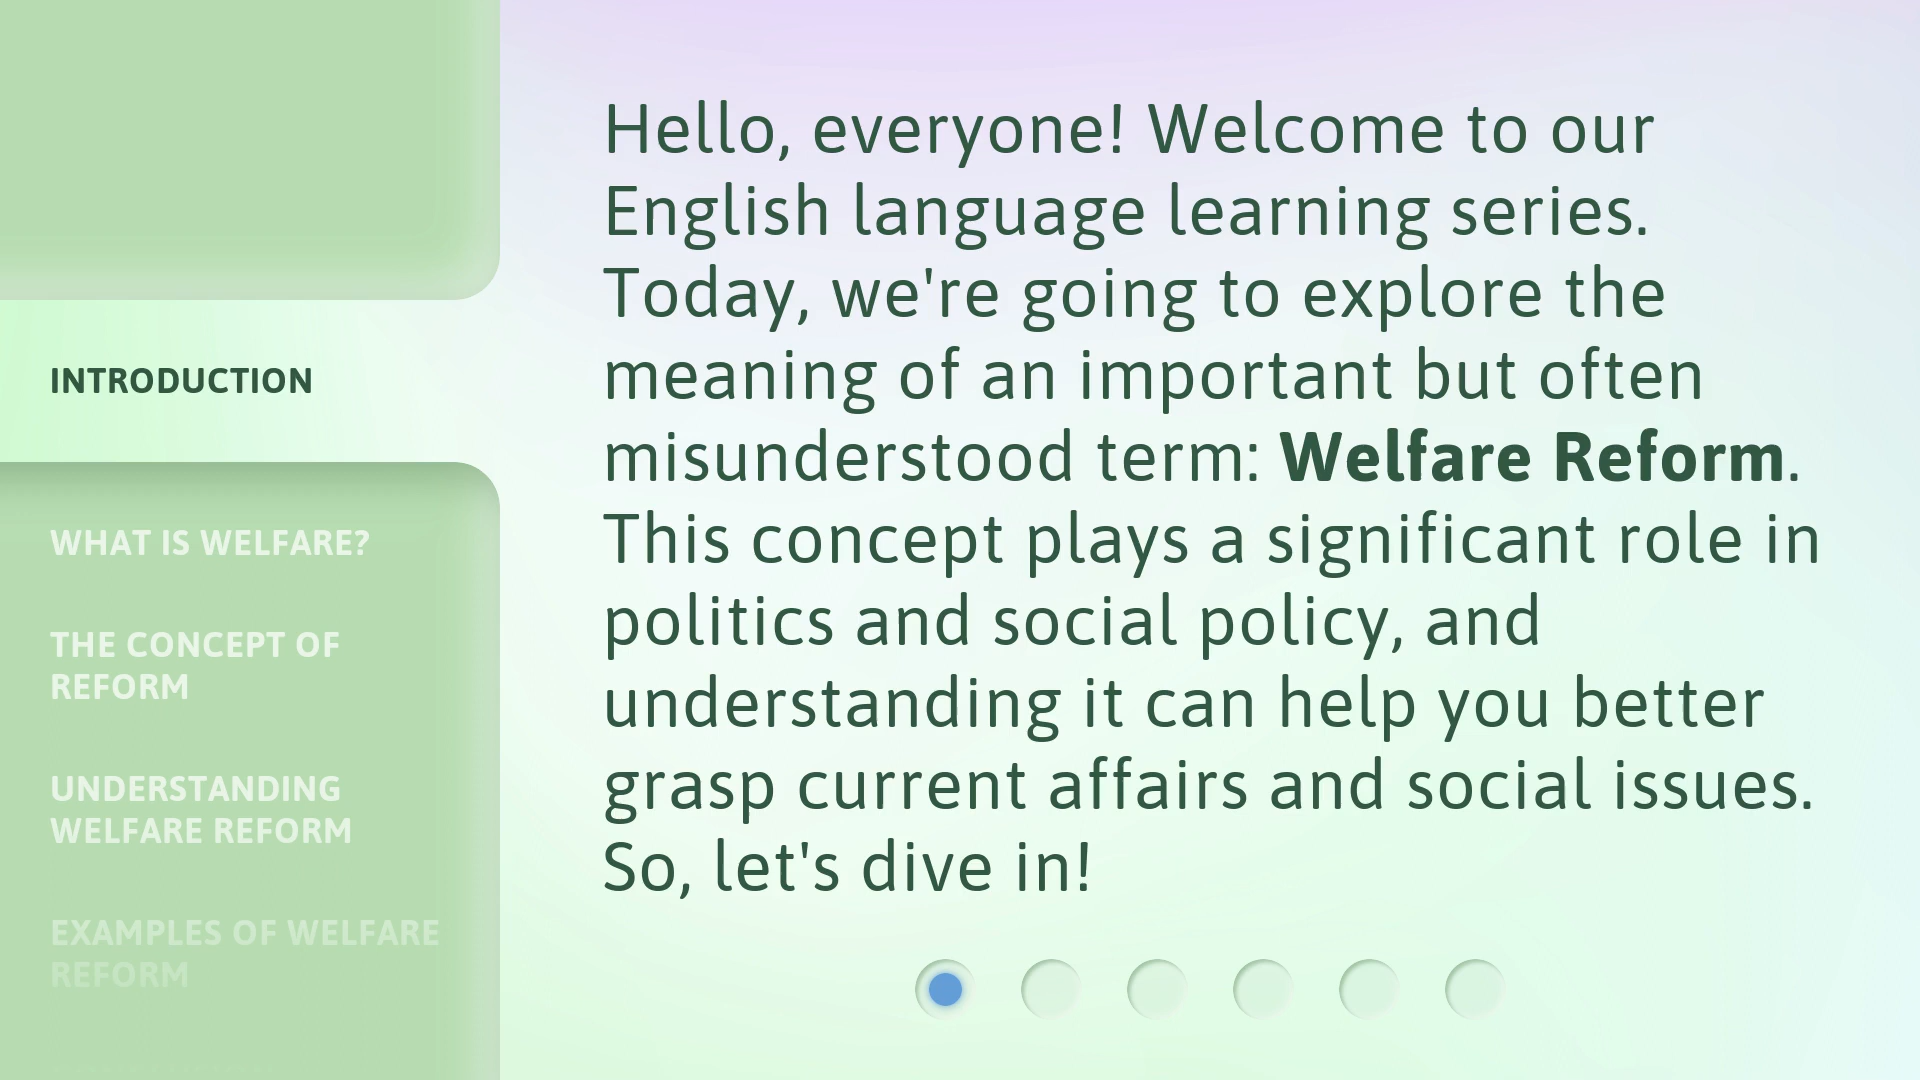 INTRODUCTION
WHAT IS WELFARE?
THE CONCEPT OF
REFORM
UNDERSTANDING
WELFARE REFORM
EXAMPLES OF WELFARE
REFORM
Hello, everyone! Welcome to our
English language learning series.
Today, we're going to explore the
meaning of an important but often
misunderstood term: Welfare Reform.
This concept plays a significant role in
politics and social policy, and
understanding it can help you better
grasp current affairs and social issues.
So, let's dive in!